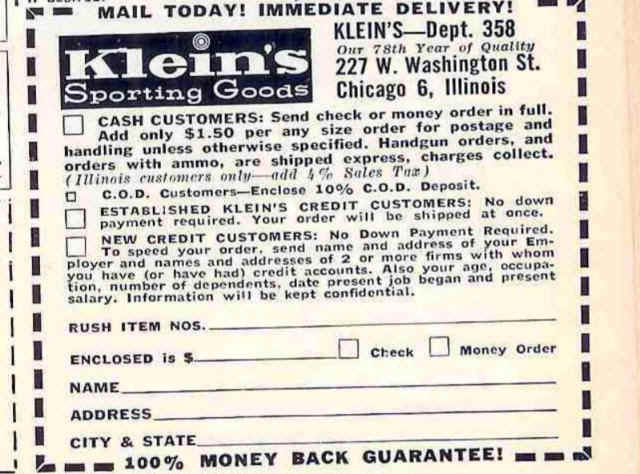 MAIL TODAY! IMMEDIATE DELIVERY!
Klein's
Sporting Goods
KLEIN'S—Dept. 358
Our 78th Year of Quality
227 W. Washington St.
Chicago 6, Illinois
CASH CUSTOMERS: Send check or money order in full.
Add only $1.50 per any size order for postage and
handling unless otherwise specified. Handgun orders, and
orders with ammo, are shipped express, charges collect.
(Illinois customers only—add 4% Sales Tax)
C.O.D. Customers—Enclose 10% C.O.D. Deposit.
ESTABLISHED KLEIN'S CREDIT CUSTOMERS: No down
payment required. Your order will be shipped at once.
NEW CREDIT CUSTOMERS: No Down Payment Required.
To speed your order, send name and address of your Em-
ployer and names and addresses of 2 or more firms with whom
you have (or have had) credit accounts. Also your age, occupa-
tion, number of dependents, date present job began and present
salary. Information will be kept confidential.
RUSH ITEM NOS.
ENCLOSED is $ Check Money Order
NAME
ADDRESS
CITY & STATE
100% MONEY BACK GUARANTEE!